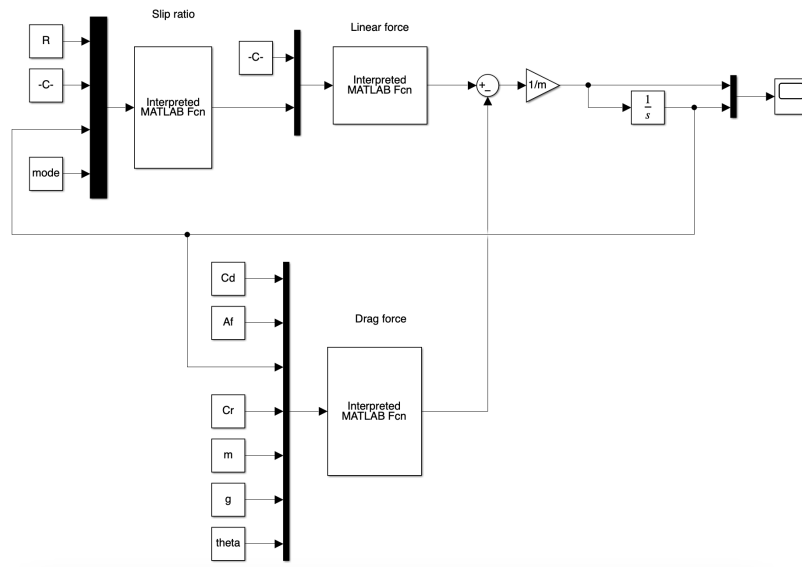 Slip ratio
R
-C-
mode
Interpreted
MATLAB Fcn
-C-
Linear force
Interpreted
MATLAB Fcn
+
−
1/m
1
s
Cd
Af
Cr
m
g
theta
Drag force
Interpreted
MATLAB Fcn